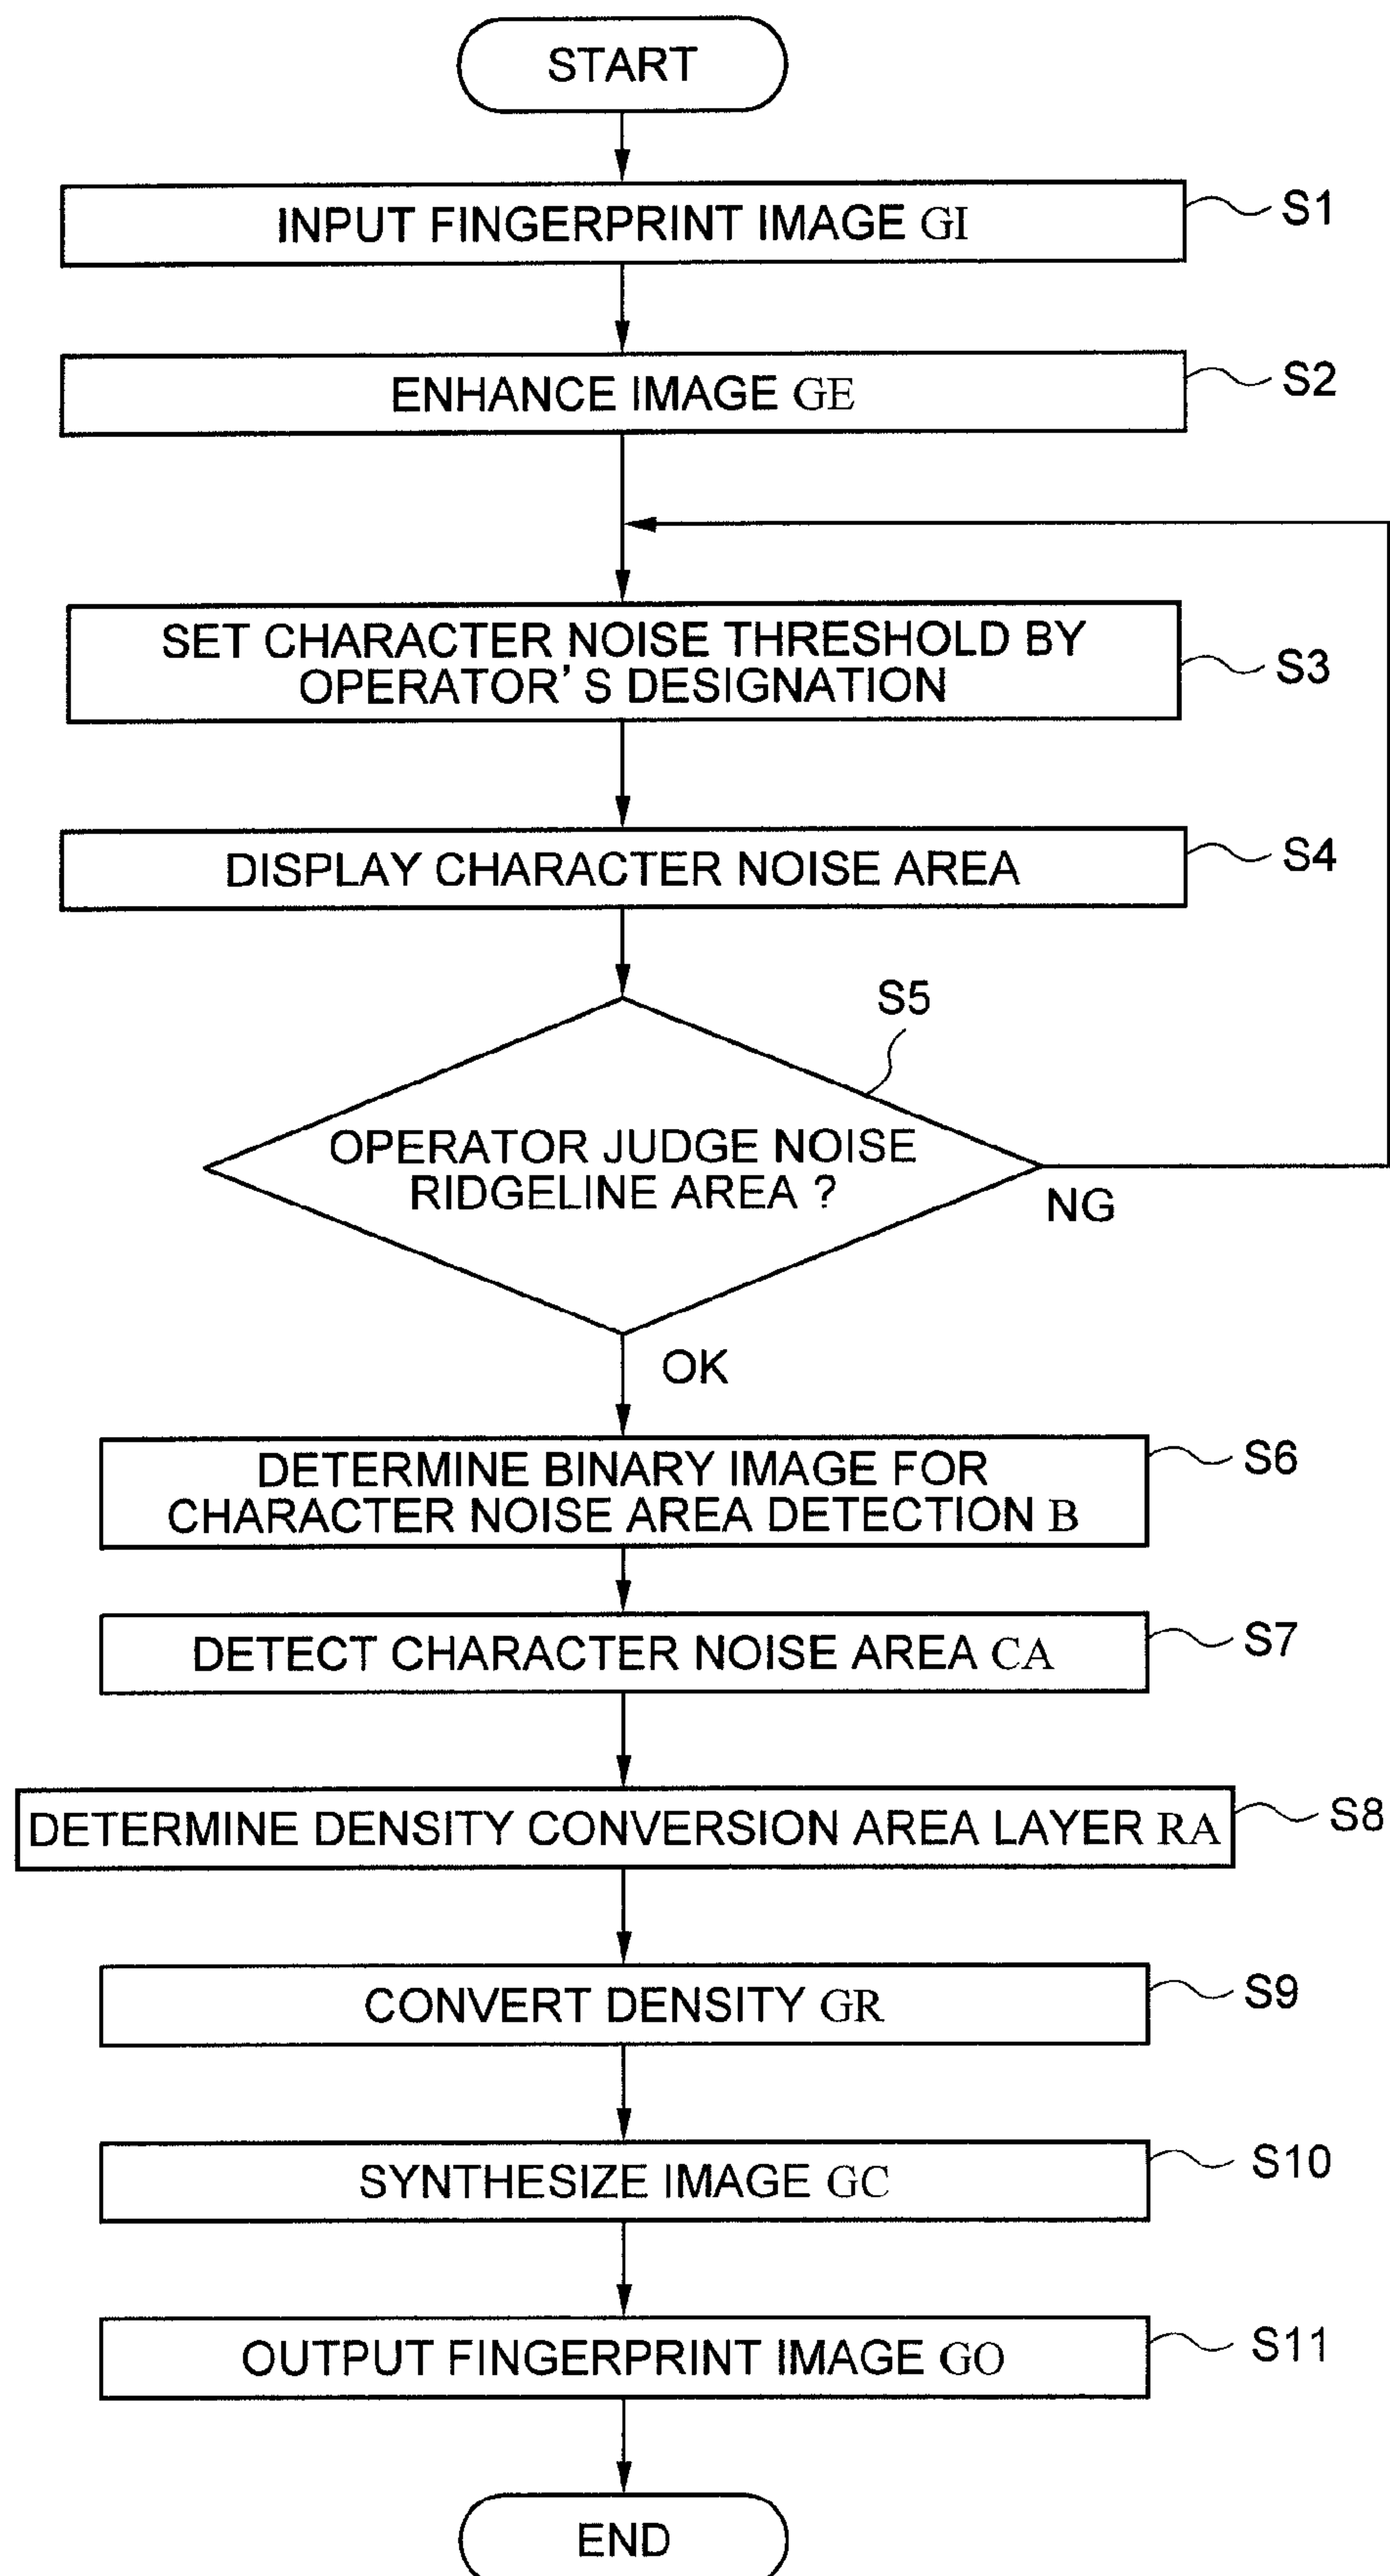 START
INPUT FINGERPRINT IMAGE GI
S1
ENHANCE IMAGE GE
S2
SET CHARACTER NOISE THRESHOLD BY
OPERATOR'S DESIGNATION
S3
DISPLAY CHARACTER NOISE AREA
S4
S5
OPERATOR JUDGE NOISE
RIDGELINE AREA ?
NG
OK
DETERMINE BINARY IMAGE FOR
CHARACTER NOISE AREA DETECTION B
S6
DETECT CHARACTER NOISE AREA CA
S7
DETERMINE DENSITY CONVERSION AREA LAYER RA
S8
CONVERT DENSITY GR
S9
SYNTHESIZE IMAGE GC
S10
OUTPUT FINGERPRINT IMAGE GO
S11
END